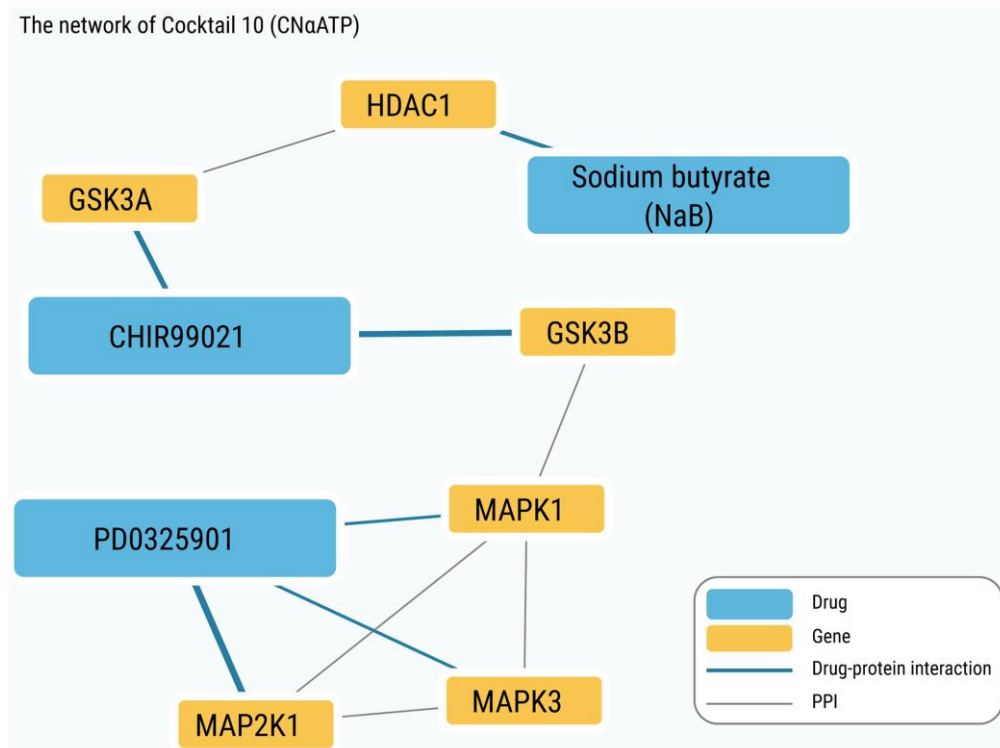 The network of Cocktail 10 (CNɑATP)
HDAC1
Sodium butyrate
(NaB)
GSK3A
CHIR99021
GSK3B
MAPK1
PD0325901
MAPK3
MAP2K1
Drug
Gene
Drug-protein interaction
PPI